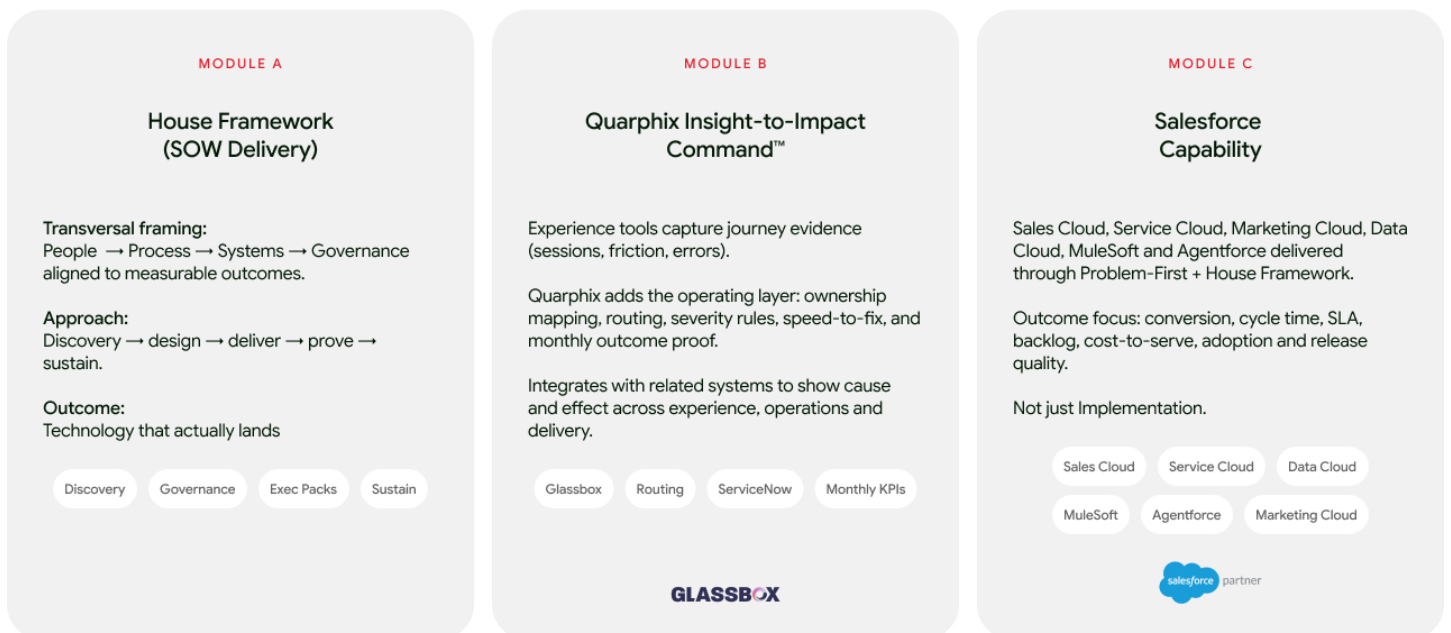 MODULE A
House Framework
(SOW Delivery)
Transversal framing:
People → Process → Systems → Governance
aligned to measurable outcomes.
Approach:
Discovery → design → deliver → prove →
sustain.
Outcome:
Technology that actually lands
Discovery
Governance
Exec Packs
Sustain
MODULE B
Quarphix Insight-to-Impact
Command™
Experience tools capture journey evidence
(sessions, friction, errors).
Quarphix adds the operating layer: ownership
mapping, routing, severity rules, speed-to-fix, and
monthly outcome proof.
Integrates with related systems to show cause
and effect across experience, operations and
delivery.
Glassbox
Routing
ServiceNow
Monthly KPIs
GLASSBOX
MODULE C
Salesforce
Capability
Sales Cloud, Service Cloud, Marketing Cloud, Data
Cloud, MuleSoft and Agentforce delivered
through Problem-First + House Framework.
Outcome focus: conversion, cycle time, SLA,
backlog, cost-to-serve, adoption and release
quality.
Not just Implementation.
Sales Cloud
Service Cloud
Data Cloud
MuleSoft
Agentforce
Marketing Cloud
salesforce partner